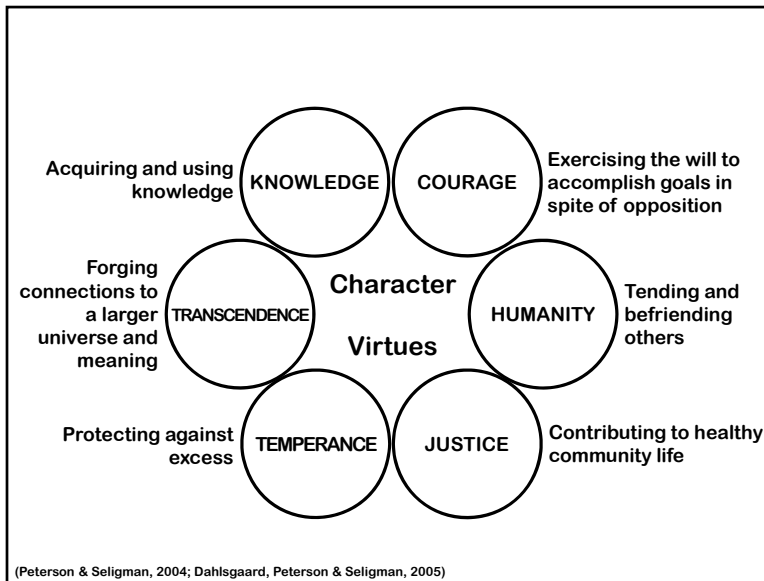 Acquiring and using
knowledge
KNOWLEDGE
COURAGE
Exercising the will to
accomplish goals in
spite of opposition
Forging
connections to
a larger
universe and
meaning
TRANSCENDENCE
Character
Virtues
HUMANITY
Tending and
befriending
others
Protecting against
excess
TEMPERANCE
JUSTICE
Contributing to healthy
community life
(Peterson & Seligman, 2004; Dahlsgaard, Peterson & Seligman, 2005)